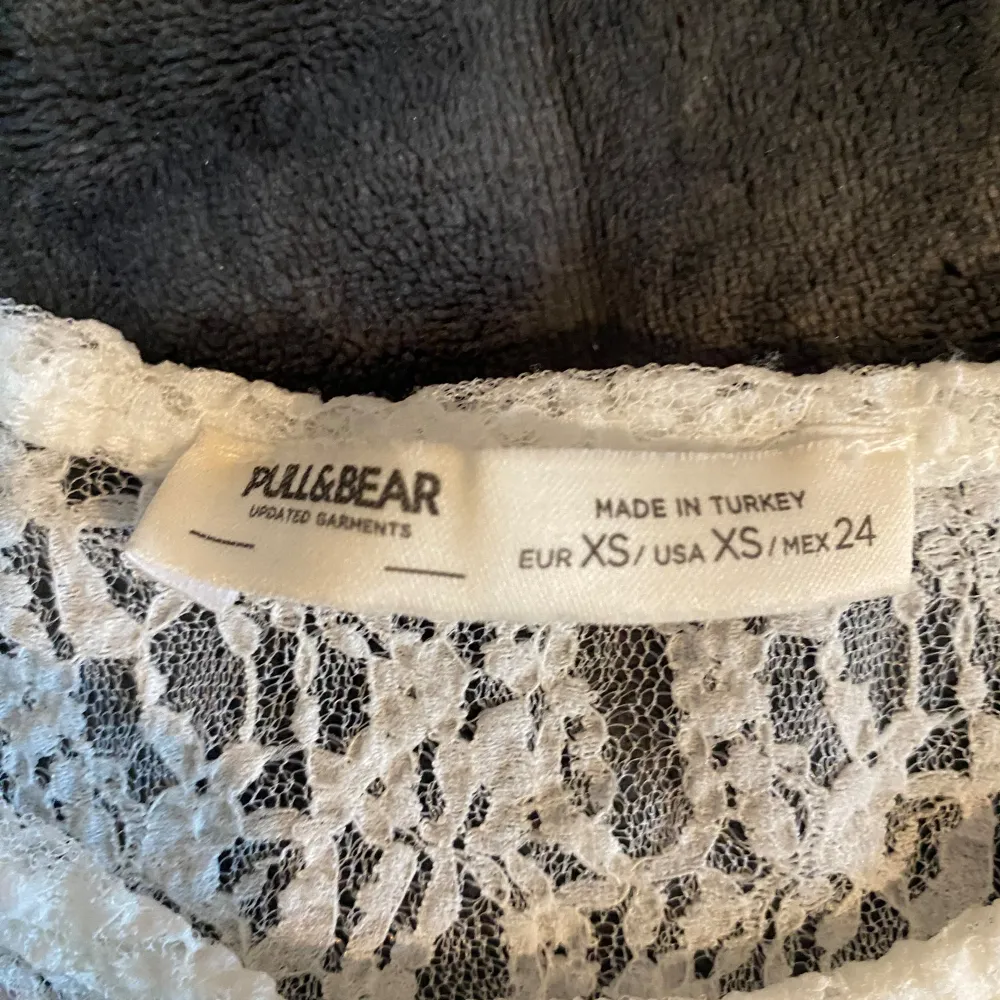 PULL&BEAR
UPDATED GARMENTS
MADE IN TURKEY
EUR XS / USA XS / MEX 24